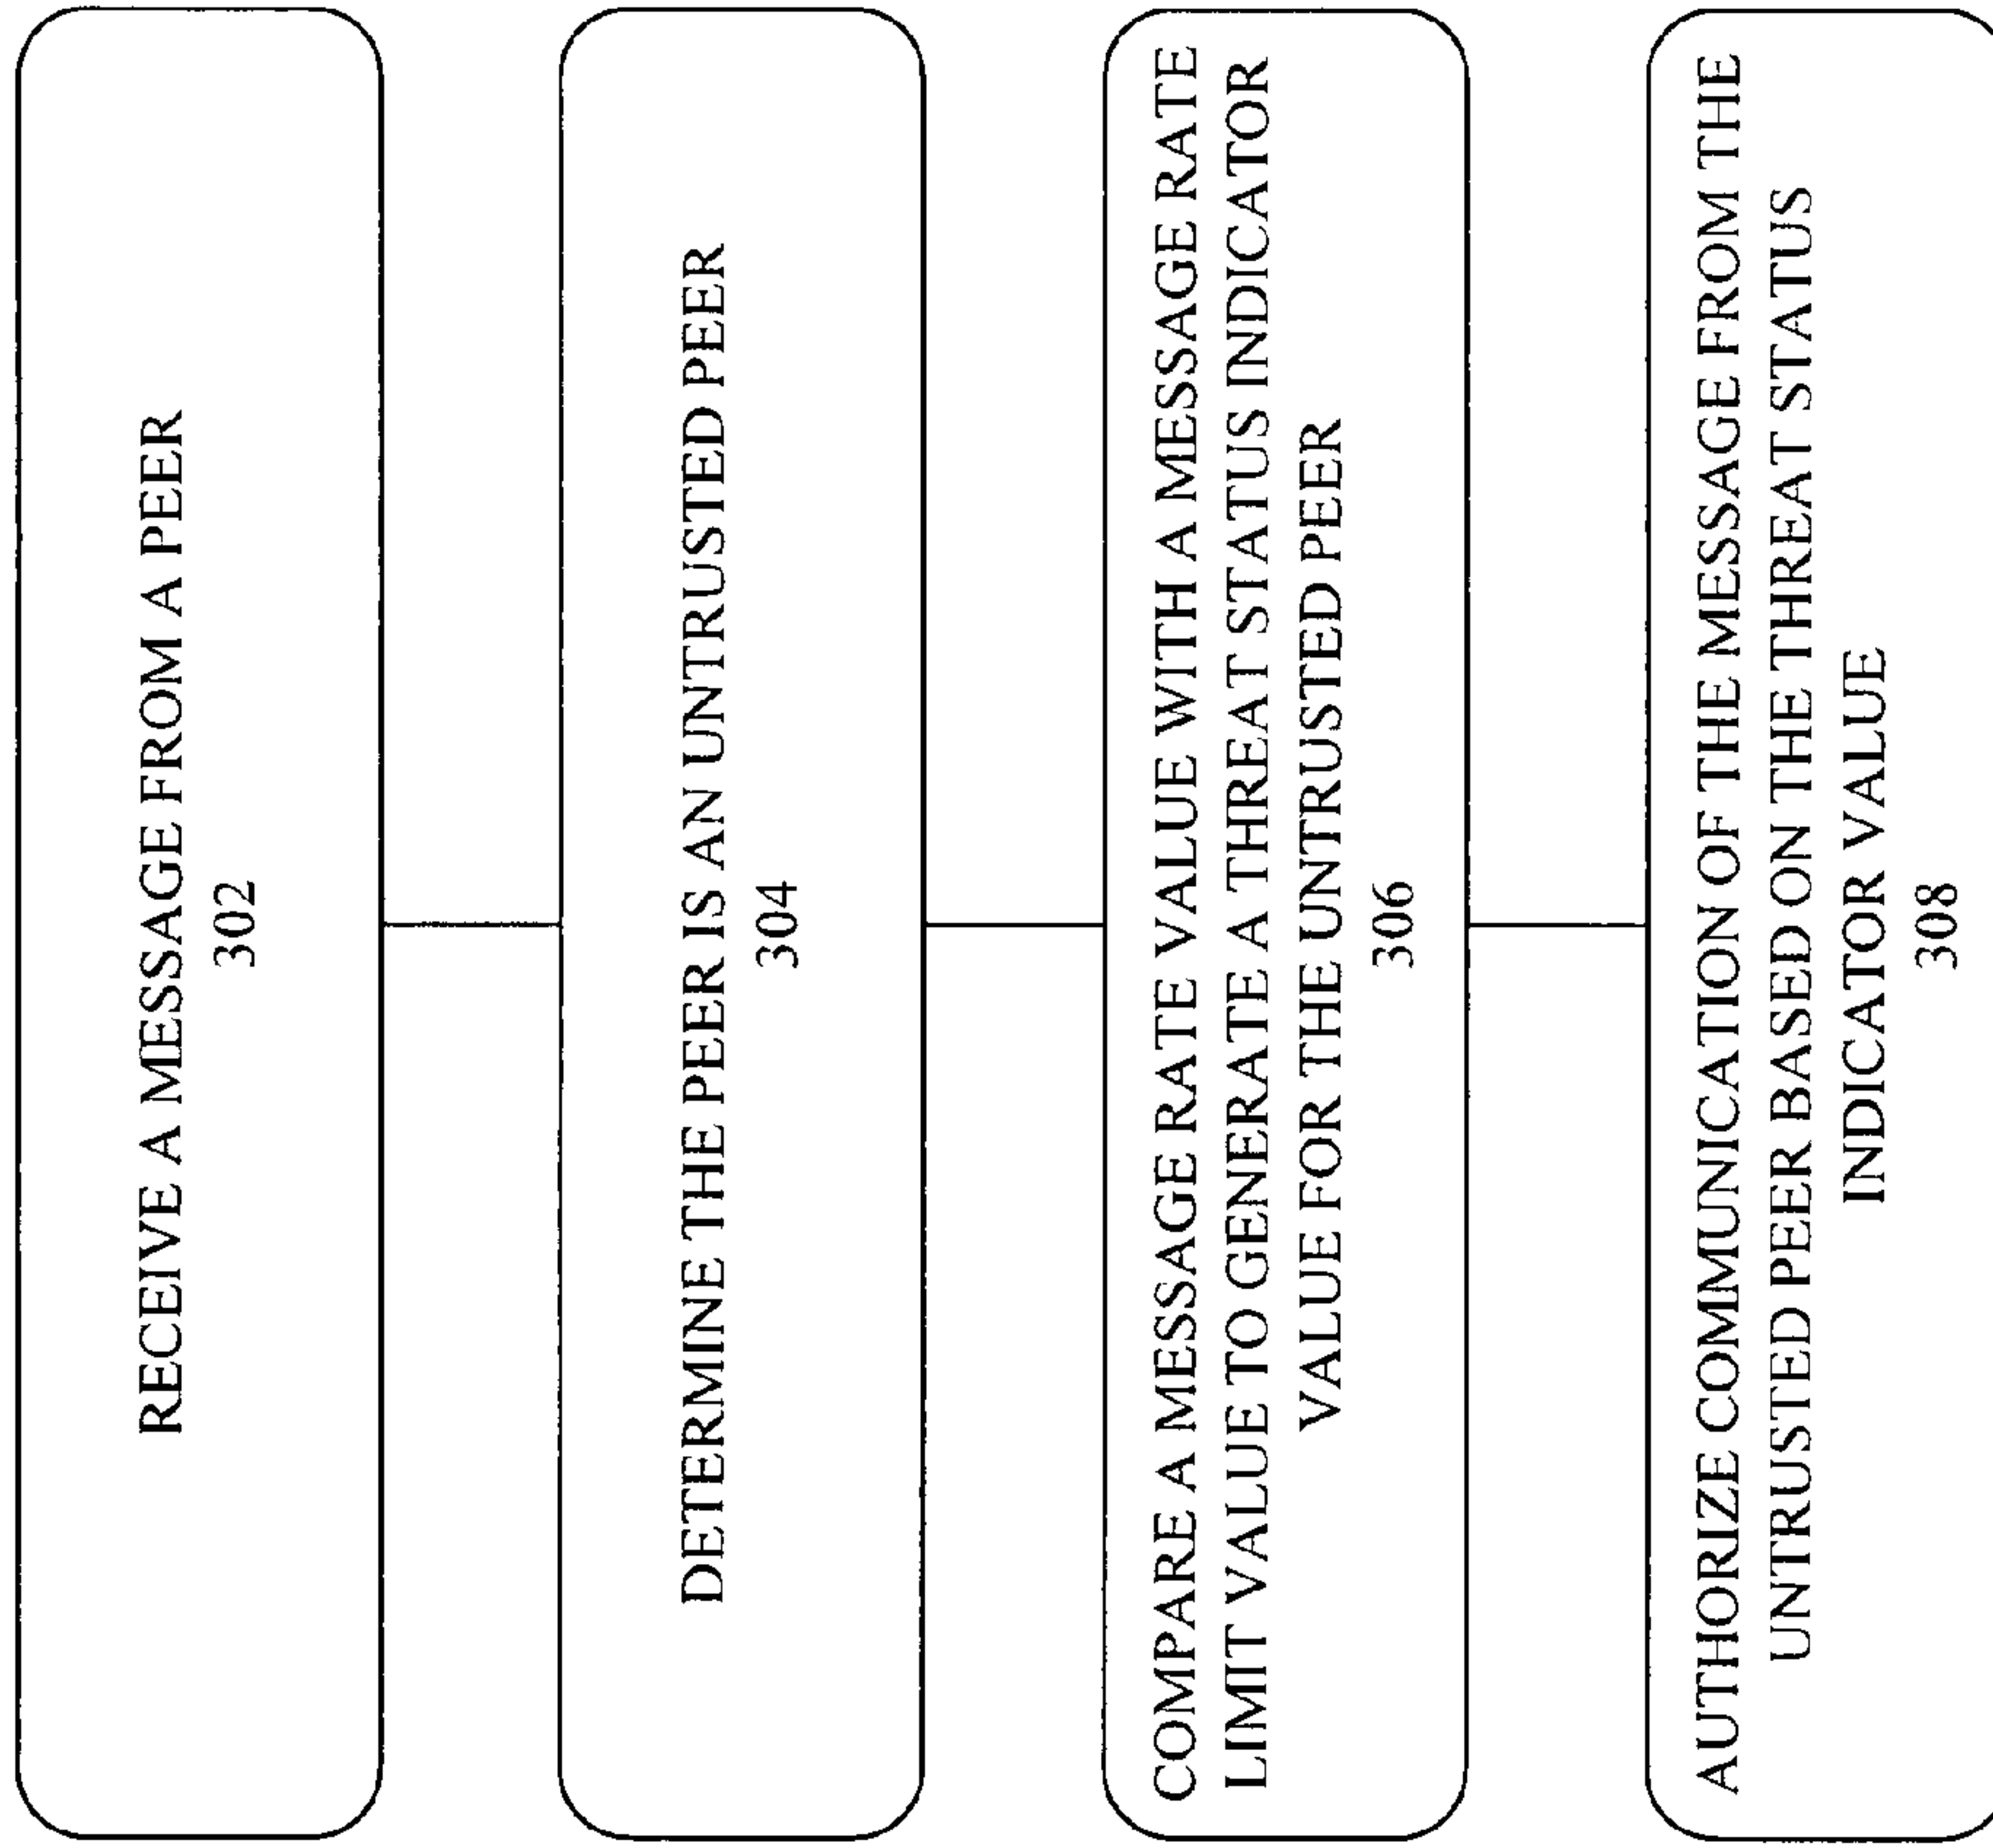 RECEIVE A MESSAGE FROM A PEER
302
DETERMINE THE PEER IS AN UNTRUSTED PEER
304
COMPARE A MESSAGE RATE VALUE WITH A MESSAGE RATE
LIMIT VALUE TO GENERATE A THREAT STATUS INDICATOR
VALUE FOR THE UNTRUSTED PEER
306
AUTHORIZE COMMUNICATION OF THE MESSAGE FROM THE
UNTRUSTED PEER BASED ON THE THREAT STATUS
INDICATOR VALUE
308